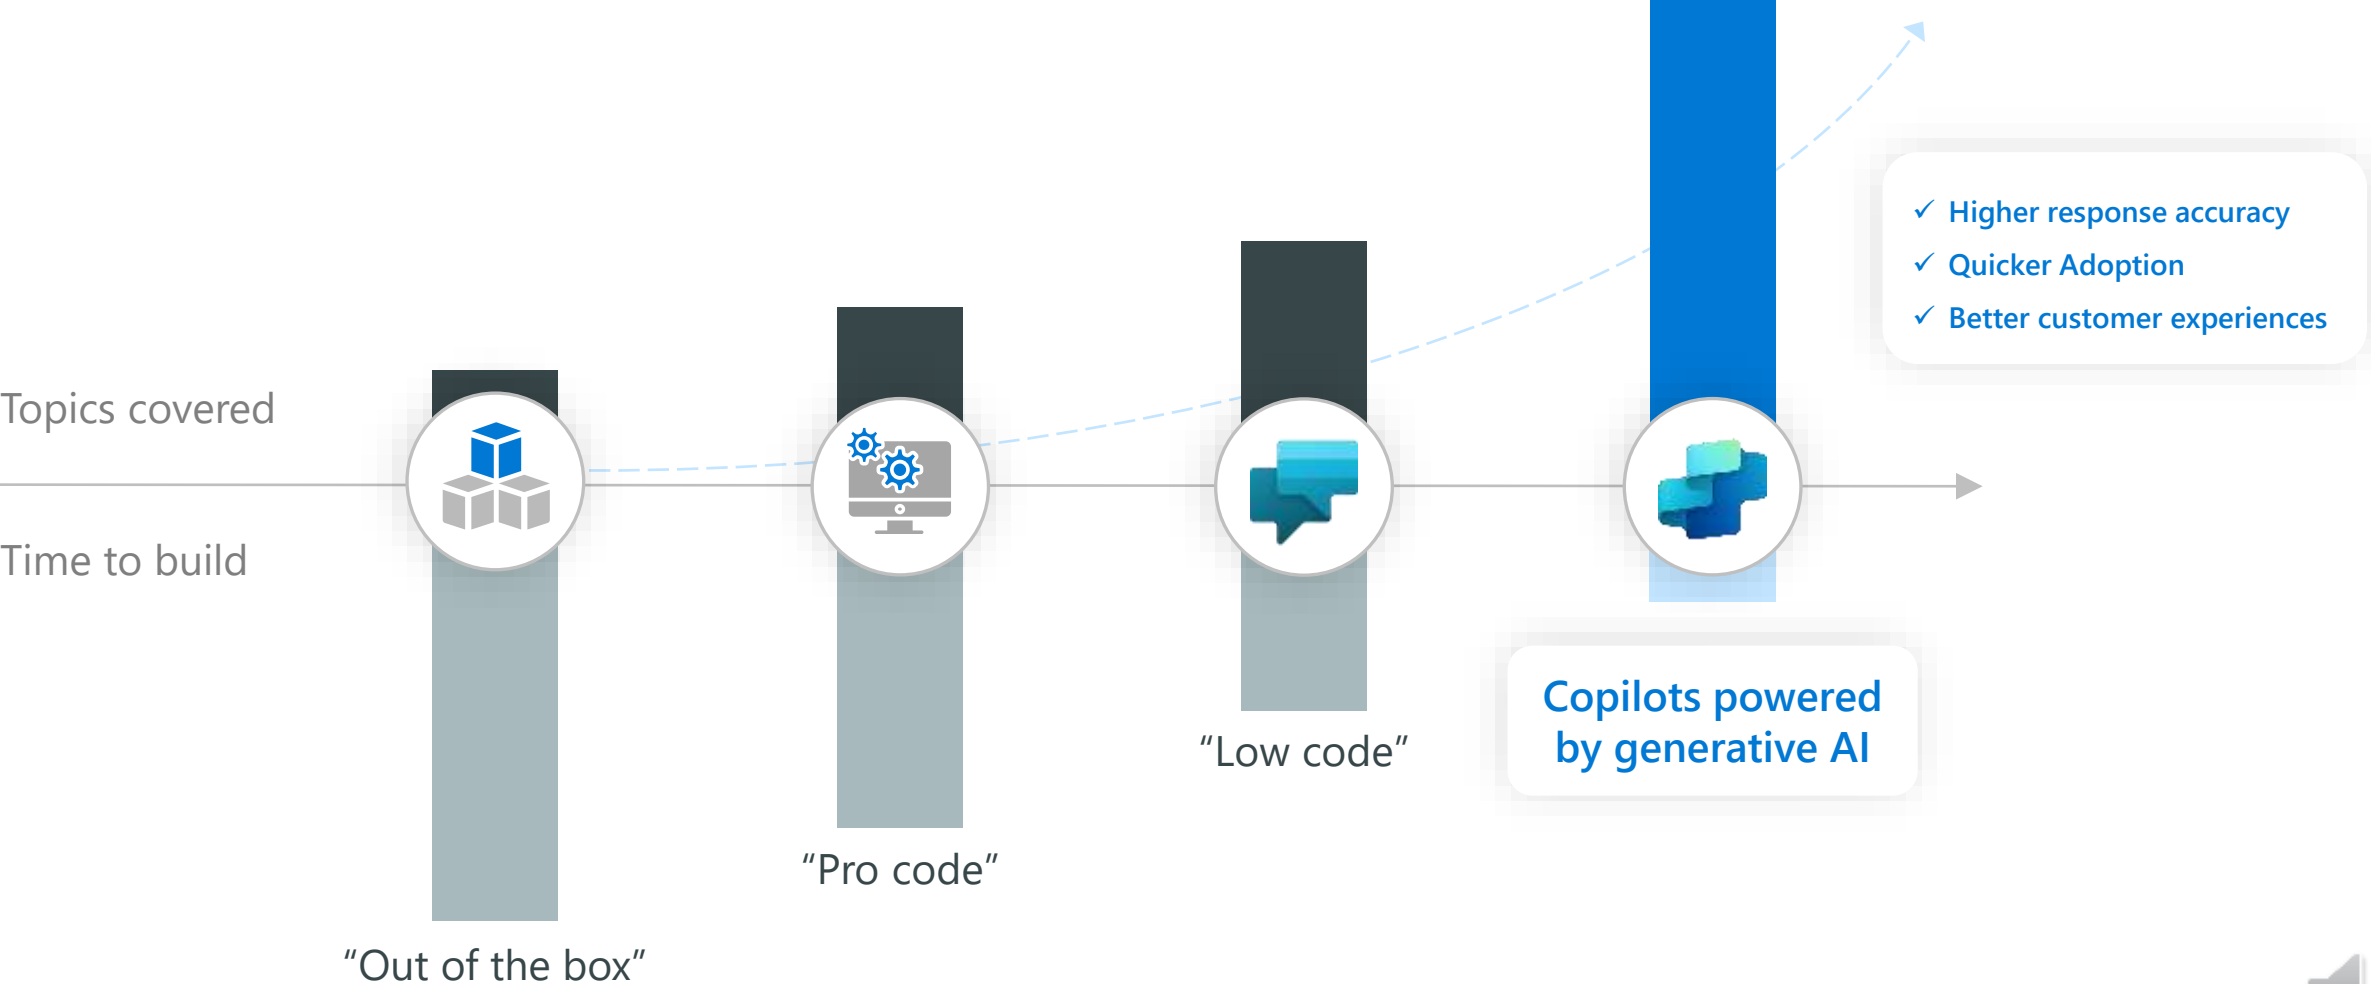 Higher response accuracy
Quicker Adoption
Better customer experiences
Topics covered
Time to build
“Low code”
Copilots powered
by generative AI
“Pro code”
“Out of the box”